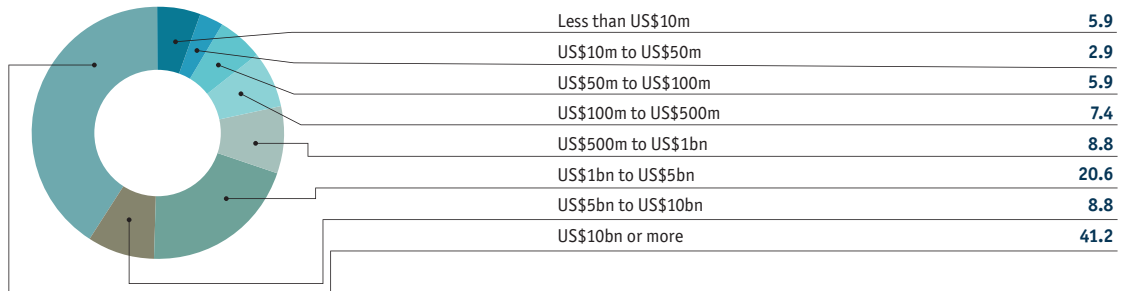 Less than US$10m 5.9
US$10m to US$50m 2.9
US$50m to US$100m 5.9
US$100m to US$500m 7.4
US$500m to US$1bn 8.8
US$1bn to US$5bn 20.6
US$5bn to US$10bn 8.8
US$10bn or more 41.2